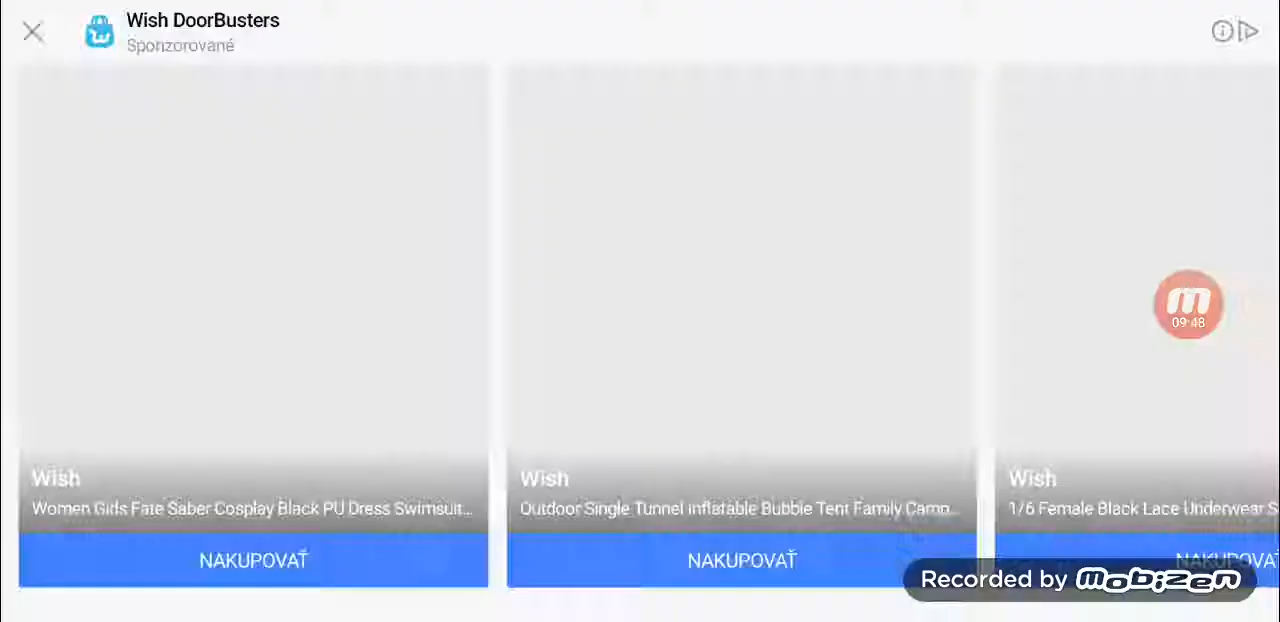 Wish DoorBusters
Sponzorované
09:48
Wish
Women Girls Fate Saber Cosplay Black PU Dress Swimsuit...
NAKUPOVAŤ
Wish
Outdoor Single Tunnel Inflatable Bubble Tent Family Camp...
NAKUPOVAŤ
Wish
1/6 Female Black Lace Underwear S
NAKUPOVAŤ
Recorded by mobizen